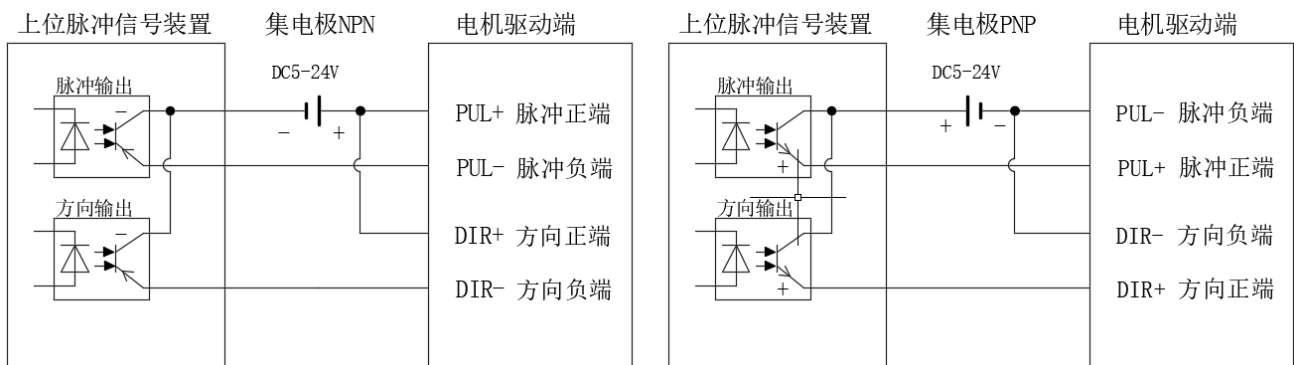 上位脉冲信号装置
集电极NPN
电机驱动端
脉冲输出
DC5-24V
PUL+ 脉冲正端
− +
PUL- 脉冲负端
方向输出
DIR+ 方向正端
DIR- 方向负端
上位脉冲信号装置
集电极PNP
电机驱动端
脉冲输出
DC5-24V
PUL- 脉冲负端
+ −
PUL+ 脉冲正端
方向输出
DIR- 方向负端
DIR+ 方向正端